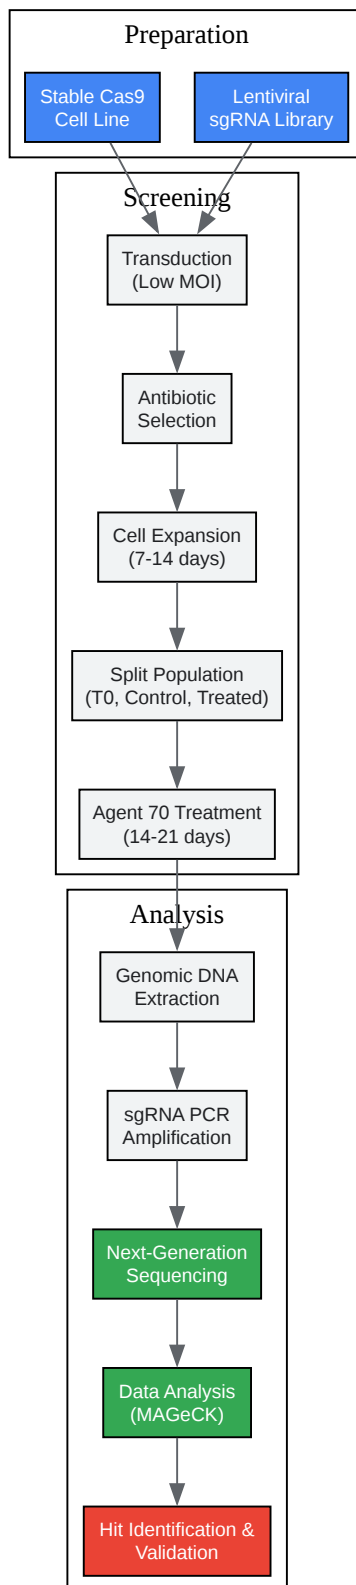 Preparation
Stable Cas9
Cell Line
Lentiviral
sgRNA Library
Screening
Transduction
(Low MOI)
Antibiotic
Selection
Cell Expansion
(7-14 days)
Split Population
(T0, Control, Treated)
Agent 70 Treatment
(14-21 days)
Analysis
Genomic DNA
Extraction
sgRNA PCR
Amplification
Next-Generation
Sequencing
Data Analysis
(MAGeCK)
Hit Identification &
Validation